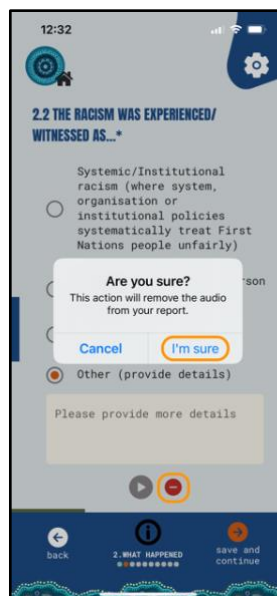 12:32
2.2 THE RACISM WAS EXPERIENCED/
WITNESSED AS...*
Systemic/Institutional
racism (where system,
organisation or
institutional policies
systematically treat First
Nations people unfairly)
son
Are you sure?
This action will remove the audio
from your report.
Cancel
I'm sure
Other (provide details)
Please provide more details
back
2.WHAT HAPPENED
save and
continue